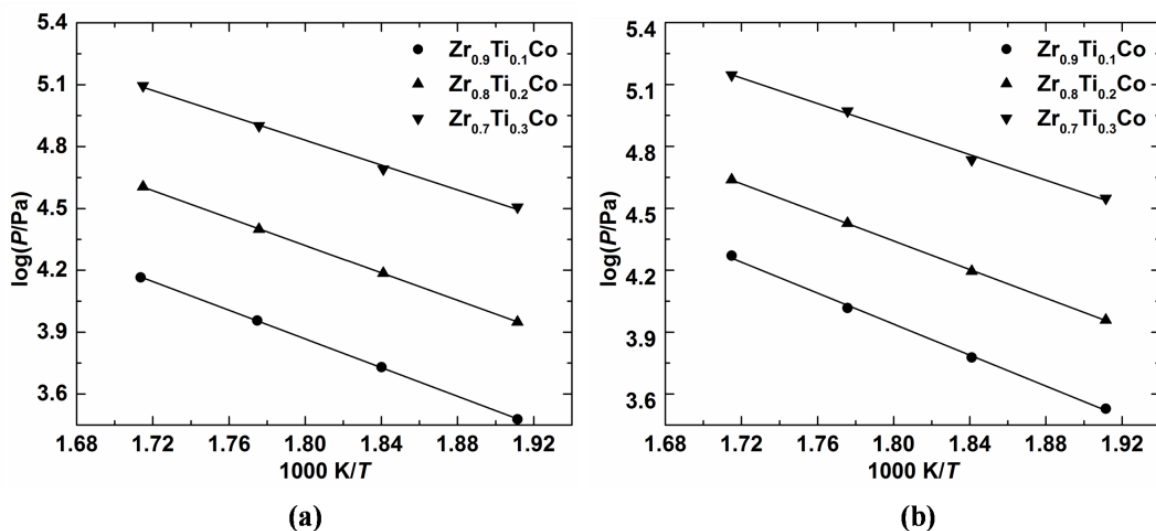 5.4
5.1
4.8
4.5
4.2
3.9
3.6
log(P/Pa)
Zr0.9Ti0.1Co
Zr0.8Ti0.2Co
Zr0.7Ti0.3Co
1.68 1.72 1.76 1.80 1.84 1.88 1.92
1000 K/T
(a)
5.4
5.1
4.8
4.5
4.2
3.9
3.6
log(P/Pa)
Zr0.9Ti0.1Co
Zr0.8Ti0.2Co
Zr0.7Ti0.3Co
1.68 1.72 1.76 1.80 1.84 1.88 1.92
1000 K/T
(b)